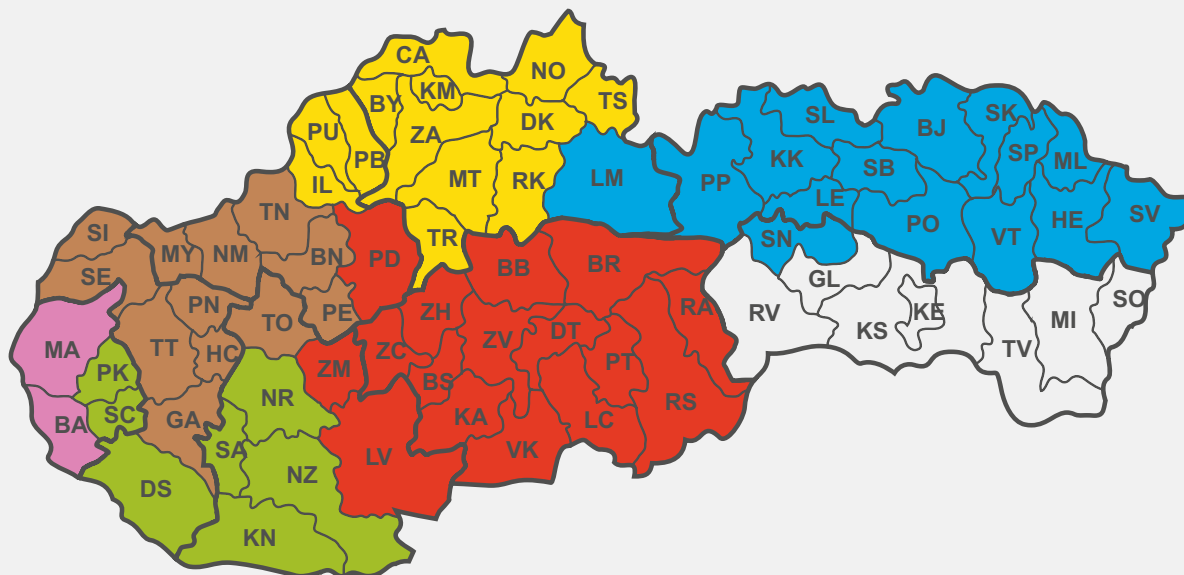 CA
NO
KM
TS
BY
DK
PU
ZA
SL
BJ
SK
PB
KK
SP
MT
RK
LM
PP
SB
ML
IL
LE
TN
SV
SI
PO
HE
TR
SN
VT
MY
NM
BN
PD
SE
BB
BR
GL
PN
SO
PE
ZH
RA
RV
KE
MI
TO
DT
KS
MA
TT
HC
ZC
ZV
TV
PK
ZM
PT
BS
NR
RS
SC
BA
GA
KA
LC
SA
VK
LV
NZ
DS
KN